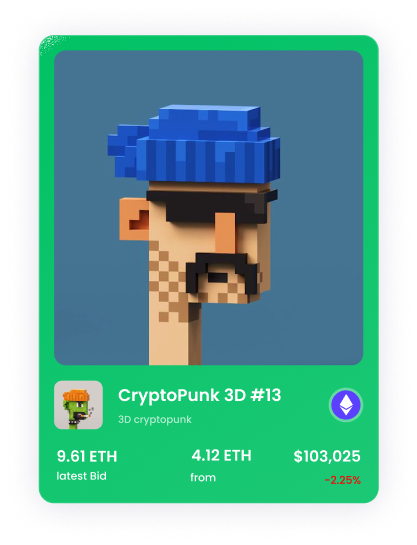 CryptoPunk 3D #13
3D cryptopunk
9.61 ETH 4.12 ETH $103,025
latest Bid from -2.25%